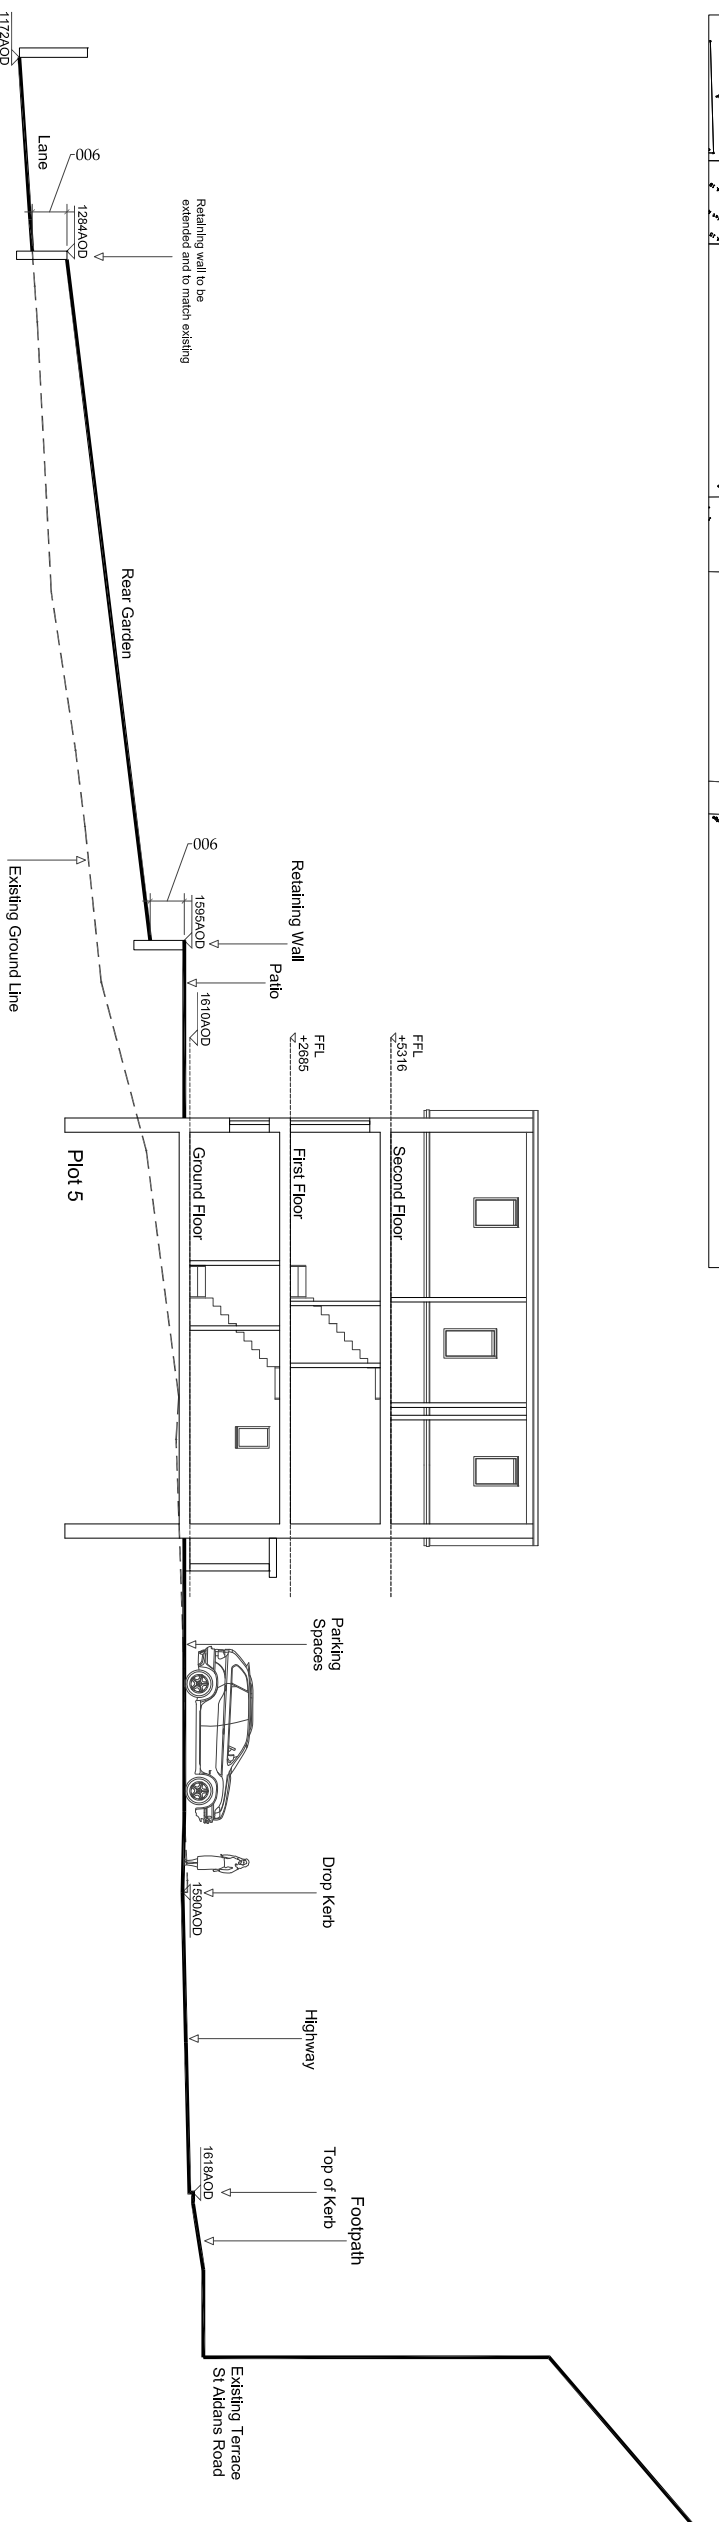 1172AOD
Lane
900
1284AOD
Retaining wall to be
extended and to match existing
Rear Garden
Existing Ground Line
900
1595AOD
Retaining Wall
Patio
1610AOD
FFL
+2685
FFL
+5316
Second Floor
First Floor
Ground Floor
Plot 5
Parking
Spaces
Drop Kerb
1590AOD
Highway
1618AOD
Top of Kerb
Footpath
Existing Terrace
St Aidans Road